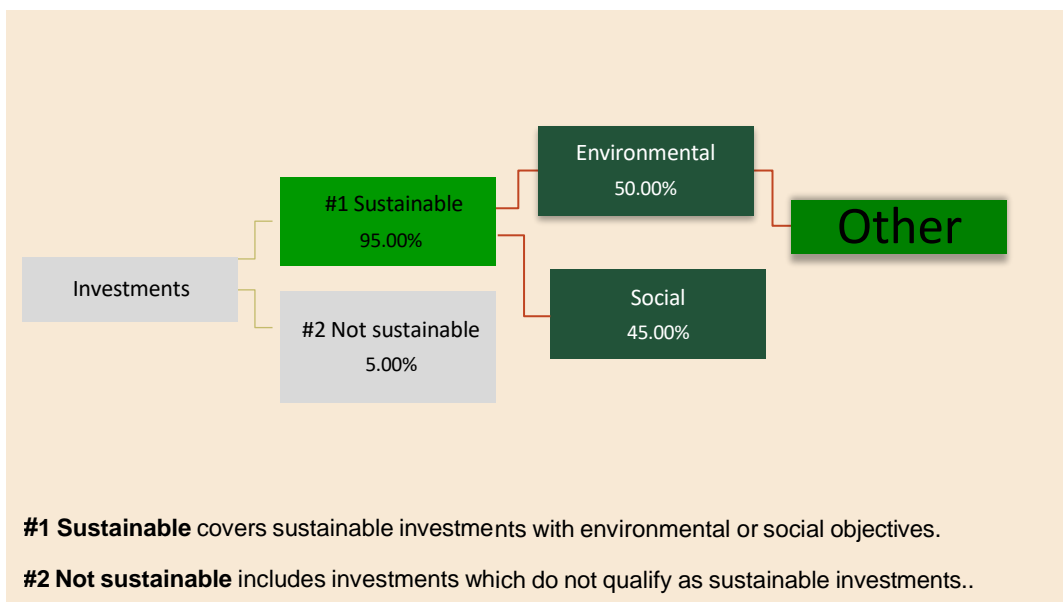 Environmental
50.00%
#1 Sustainable
95.00%
Other
Investments
Social
45.00%
#2 Not sustainable
5.00%
#1 Sustainable covers sustainable investments with environmental or social objectives.
#2 Not sustainable includes investments which do not qualify as sustainable investments..